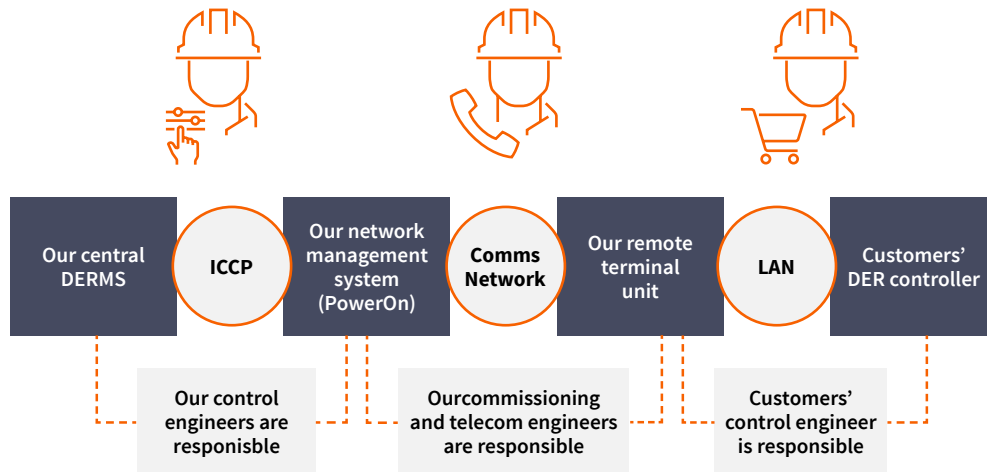 Our central
DERMS
ICCP
Our network
management
system
(PowerOn)
Comms
Network
Our remote
terminal
unit
LAN
Customers’
DER controller
Our control
engineers are
responisble
Ourcommissioning
and telecom engineers
are responsible
Customers’
control engineer
is responsible